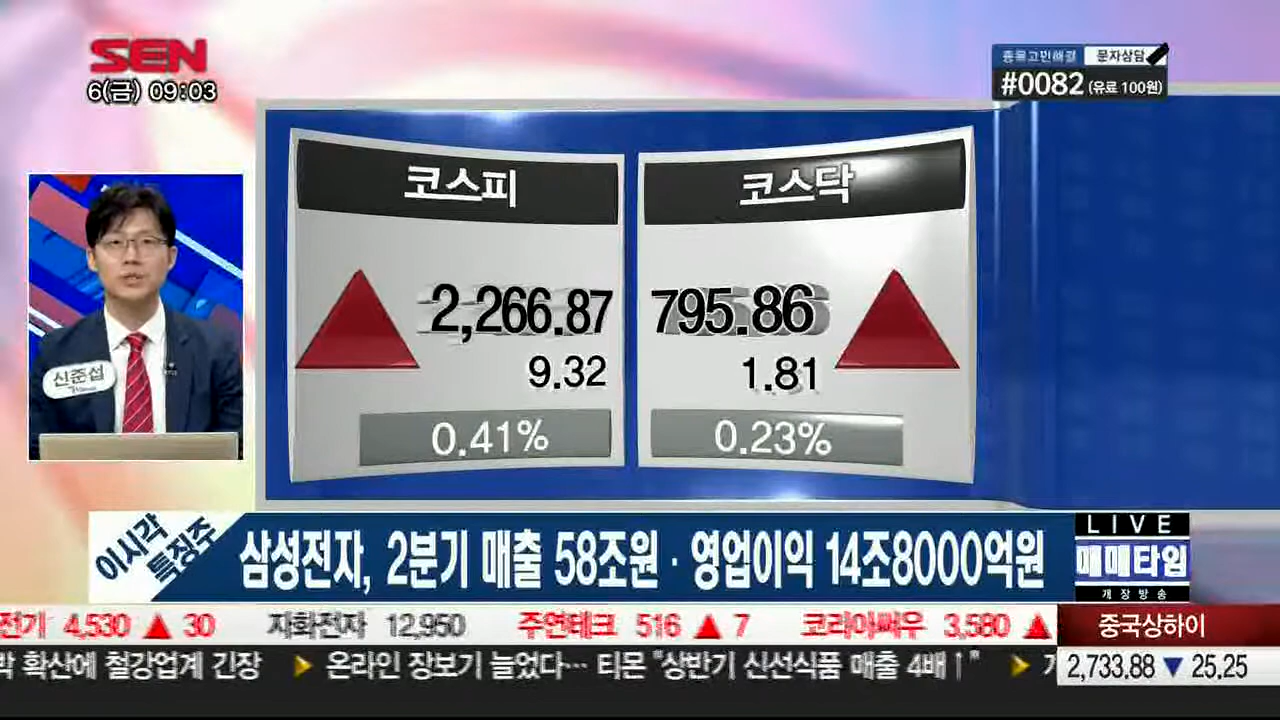 SEN
6(금) 09:03
종목고민해결 문자상담
#0082 (유료 100원)
코스피
2,266.87
9.32
0.41%
코스닥
795.86
1.81
0.23%
신준섭
이시각
특징주
삼성전자, 2분기 매출 58조원·영업이익 14조8000억원
LIVE
매매타임
개장방송
전기 4,530 ▲ 30 자화전자 12,950 주연테크 516 ▲ 7 코리아써우 3,580 ▲
중국상하이
박 확산에 철강업계 긴장 온라인 장보기 늘었다… 티몬 "상반기 신선식품 매출 4배↑"
2,733.88 ▼ 25.25